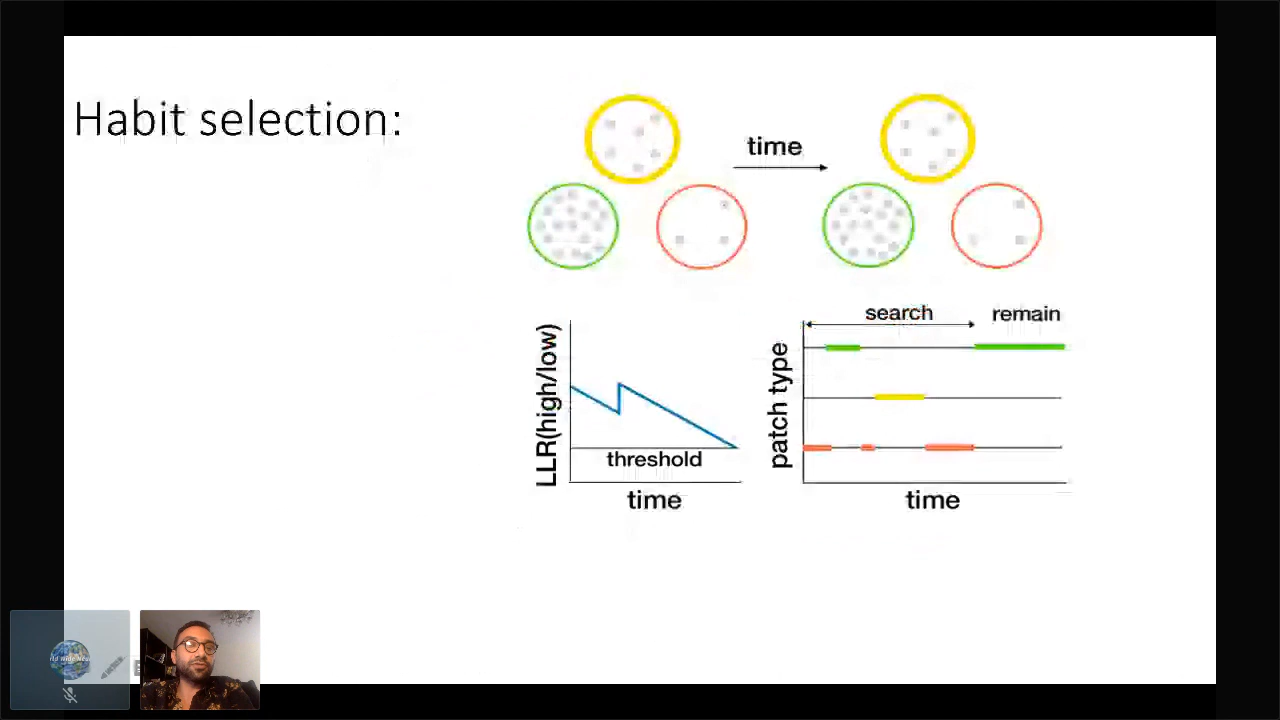 Habit selection:
time
LLR(high/low)
threshold
time
patch type
search
remain
time